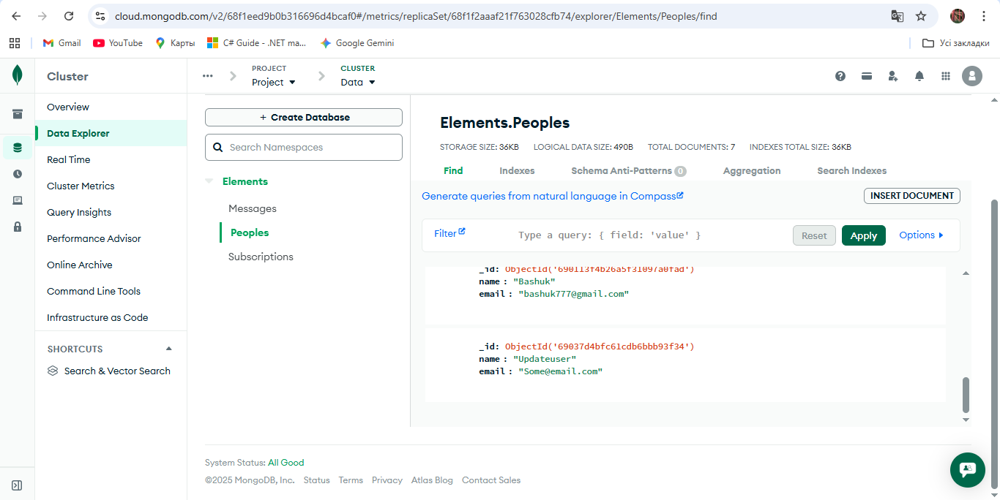 cloud.mongodb.com/v2/68f1eed9b0b316696d4bcaf0#/metrics/replicaSet/68f1f2aaaf21f763028cfb74/explorer/Elements/Peoples/find
Gmail YouTube Карты C# Guide - .NET ma... Google Gemini Усі закладки
Cluster
PROJECT
Project
CLUSTER
Data
Overview
Data Explorer
Real Time
Cluster Metrics
Query Insights
Performance Advisor
Online Archive
Command Line Tools
Infrastructure as Code
SHORTCUTS
Search & Vector Search
+ Create Database
Search Namespaces
Elements
Messages
Peoples
Subscriptions
Elements.Peoples
STORAGE SIZE: 36KB LOGICAL DATA SIZE: 490B TOTAL DOCUMENTS: 7 INDEXES TOTAL SIZE: 36KB
Find Indexes Schema Anti-Patterns 0 Aggregation Search Indexes
Generate queries from natural language in Compass
INSERT DOCUMENT
Filter Type a query: { field: 'value' } Reset Apply Options
_id: ObjectId('690113f4b26a5f31097a0fad')
name : "Bashuk"
email : "bashuk777@gmail.com"
_id: ObjectId('69037d4bfc61cdb6bbb93f34')
name : "Updateuser"
email : "Some@email.com"
System Status: All Good
©2025 MongoDB, Inc. Status Terms Privacy Atlas Blog Contact Sales